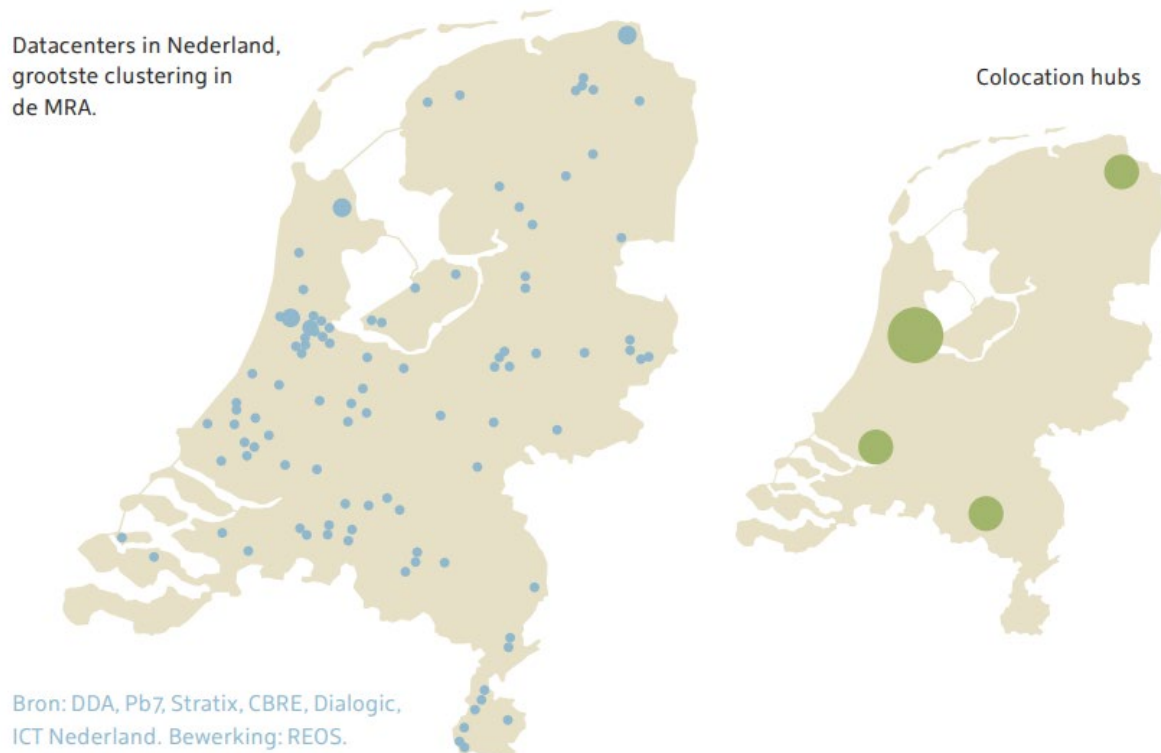 Datacenters in Nederland,
grootste clustering in
de MRA.
Colocation hubs
Bron: DDA, Pb7, Stratix, CBRE, Dialogic,
ICT Nederland. Bewerking: REOS.